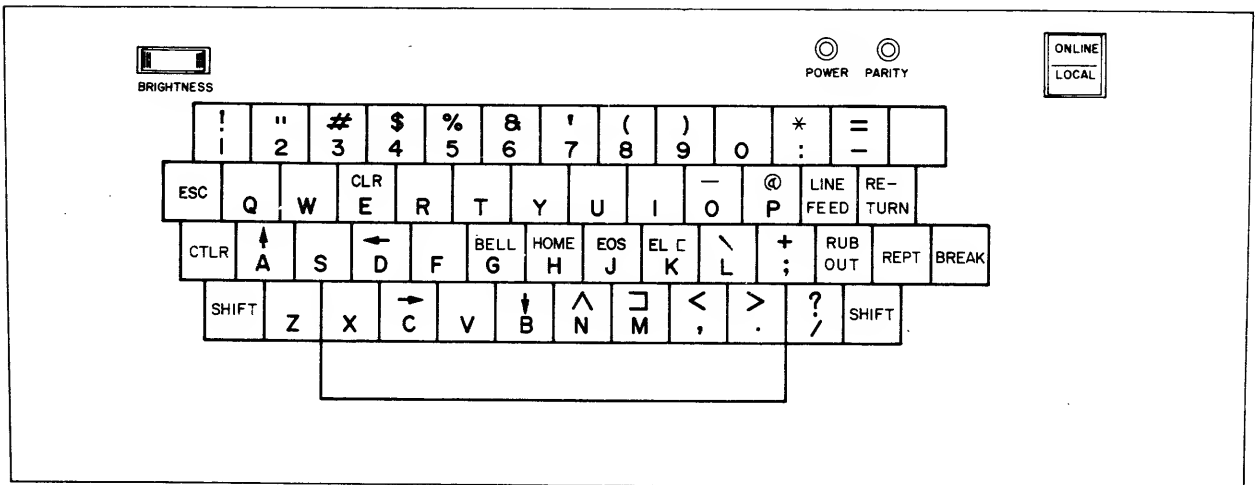 BRIGHTNESS
POWER PARITY
ONLINE
LOCAL
! " # $ % & ' ( ) * =
1 2 3 4 5 6 7 8 9 0 : -
CLR — @ LINE RE-
ESC Q W E R T Y U I O P FEED TURN
↑ ← BELL HOME EOS EL [ \ + RUB
CTLR A S D F G H J K L ; OUT REPT BREAK
→ ↓ ∧ ] < > ?
SHIFT Z X C V B N M , . / SHIFT